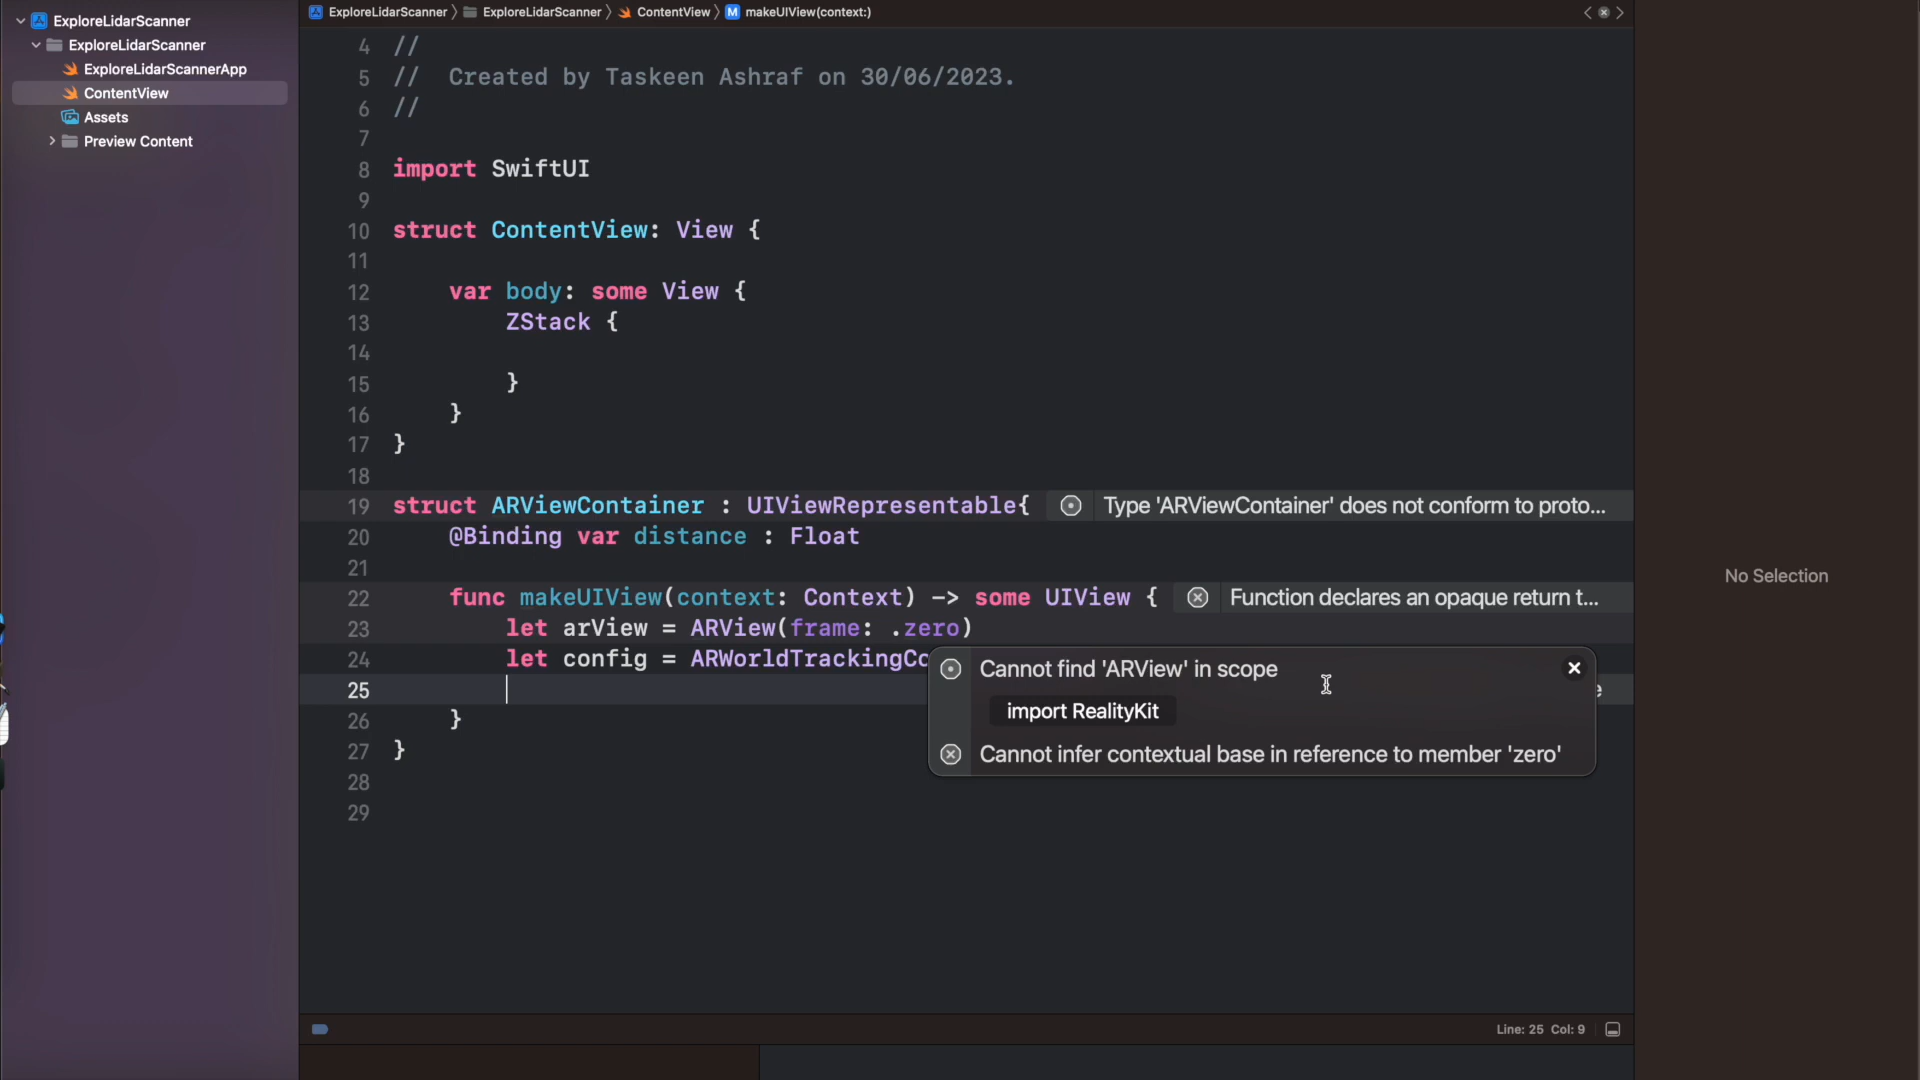 ExploreLidarScanner
ExploreLidarScanner
ExploreLidarScannerApp
ContentView
Assets
Preview Content
ExploreLidarScanner 〉 ExploreLidarScanner 〉 ContentView 〉 M makeUIView(context:)
4 //
5 //  Created by Taskeen Ashraf on 30/06/2023.
6 //
7
8 import SwiftUI
9
10 struct ContentView: View {
11
12     var body: some View {
13         ZStack {
14
15         }
16     }
17 }
18
19 struct ARViewContainer : UIViewRepresentable{ Type 'ARViewContainer' does not conform to proto...
20     @Binding var distance : Float
21
22     func makeUIView(context: Context) -> some UIView { Function declares an opaque return t...
23         let arView = ARView(frame: .zero)
24         let config =
25
26     }
27 }
28
29
Cannot find 'ARView' in scope
import RealityKit
Cannot infer contextual base in reference to member 'zero'
No Selection
Line: 25 Col: 9